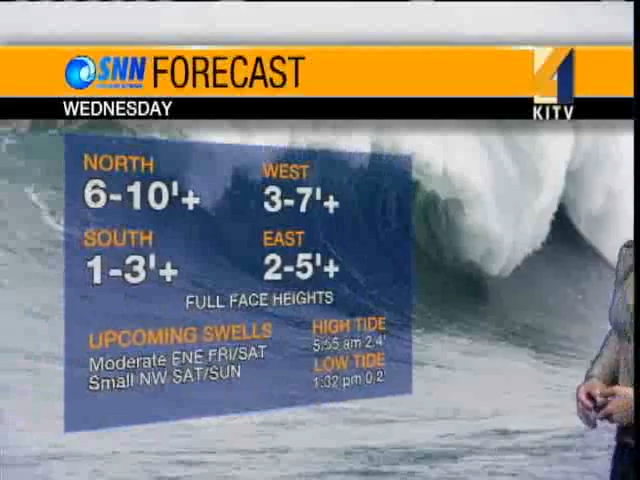 SNN FORECAST
4
KITV
WEDNESDAY
NORTH
6-10'+
WEST
3-7'+
SOUTH
1-3'+
EAST
2-5'+
FULL FACE HEIGHTS
UPCOMING SWELLS
Moderate ENE FRI/SAT
Small NW SAT/SUN
HIGH TIDE
5:55 am 2.4'
LOW TIDE
1:32 pm 0.2'